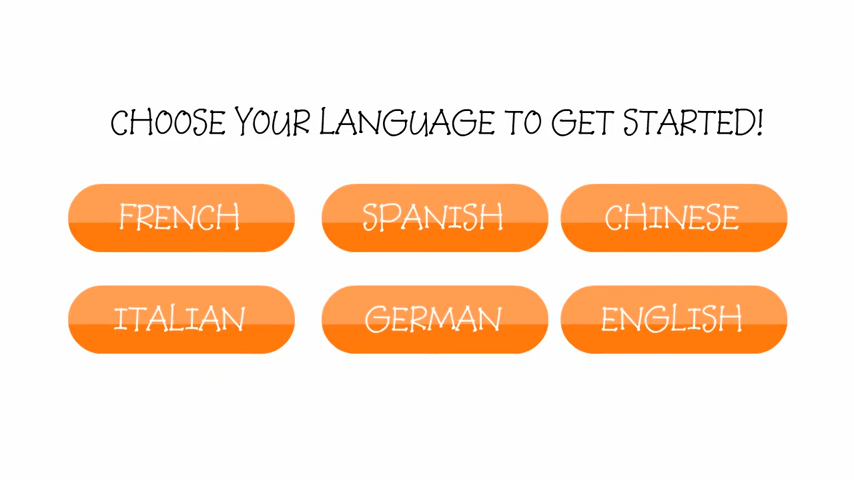 CHOOSE YOUR LANGUAGE TO GET STARTED!
FRENCH SPANISH CHINESE
ITALIAN GERMAN ENGLISH